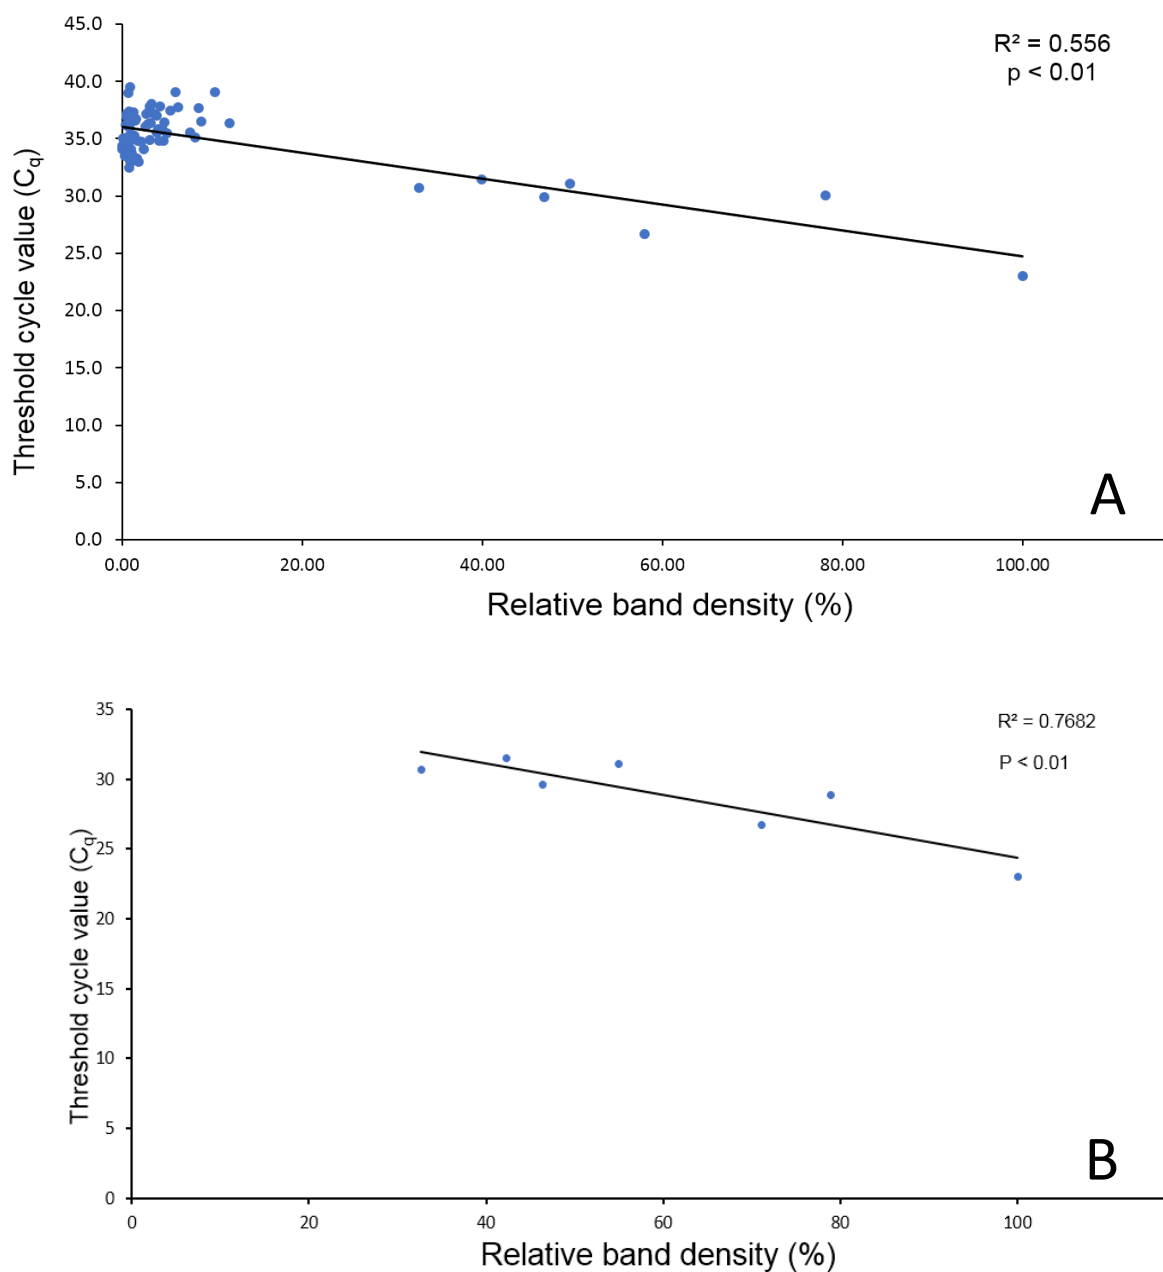 45.0
R² = 0.556
p < 0.01
40.0
35.0
30.0
25.0
20.0
15.0
10.0
5.0
0.0
Threshold cycle value (Cq)
A
0.00 20.00 40.00 60.00 80.00 100.00
Relative band density (%)
35
R² = 0.7682
P < 0.01
30
25
20
15
10
5
0
Threshold cycle value (Cq)
B
0 20 40 60 80 100
Relative band density (%)